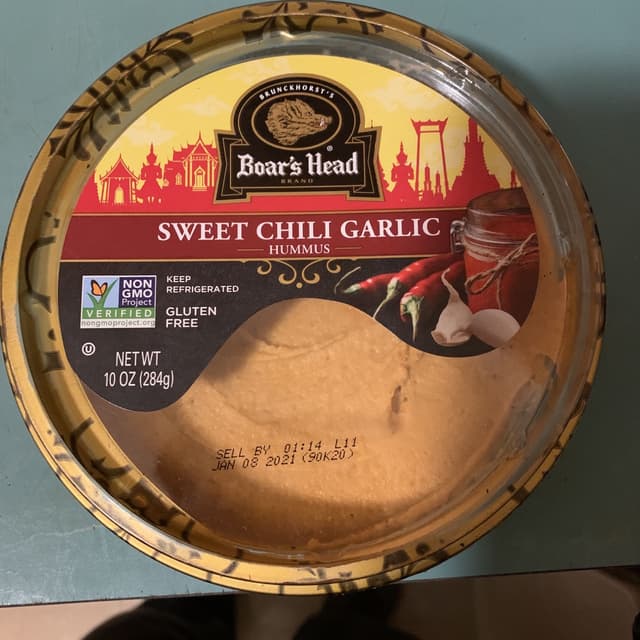 BRUNCKHORST'S
Boar's Head®
BRAND
SWEET CHILI GARLIC
HUMMUS
NON
GMO
Project
VERIFIED
nongmoproject.org
KEEP
REFRIGERATED
GLUTEN
FREE
U
NET WT
10 OZ (284g)
SELL BY 01:14 L11
JAN 08 2021 (90K20)